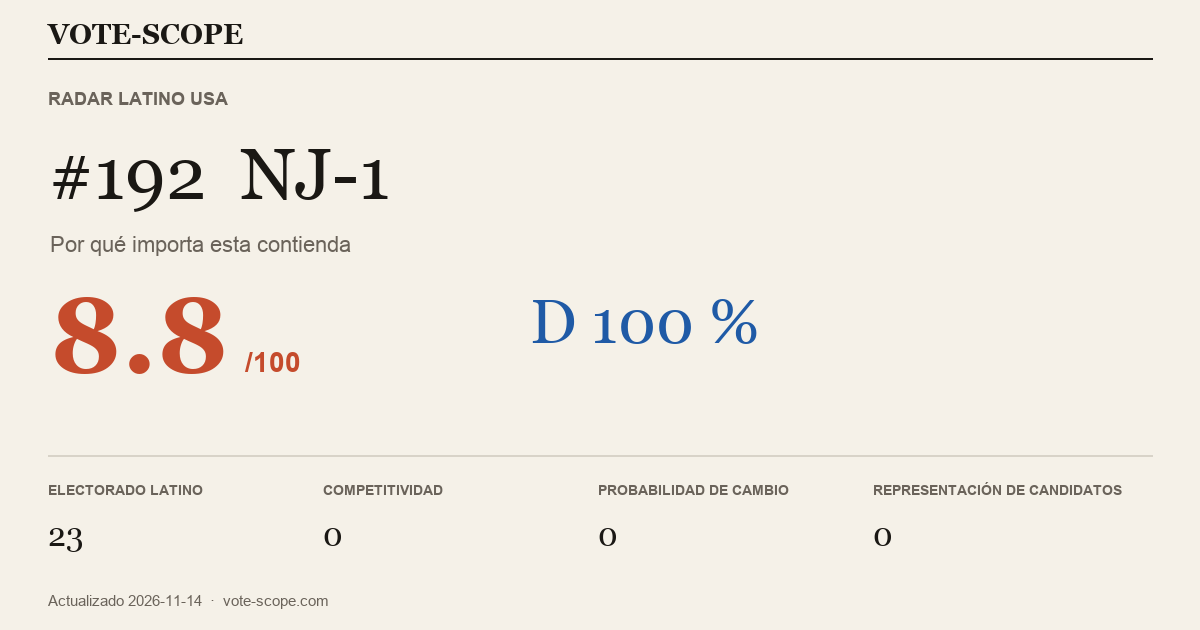 VOTE-SCOPE
RADAR LATINO USA
#192 NJ-1
Por qué importa esta contienda
8.8 /100
D 100 %
ELECTORADO LATINO
23
COMPETITIVIDAD
0
PROBABILIDAD DE CAMBIO
0
REPRESENTACIÓN DE CANDIDATOS
0
Actualizado 2026-11-14 · vote-scope.com